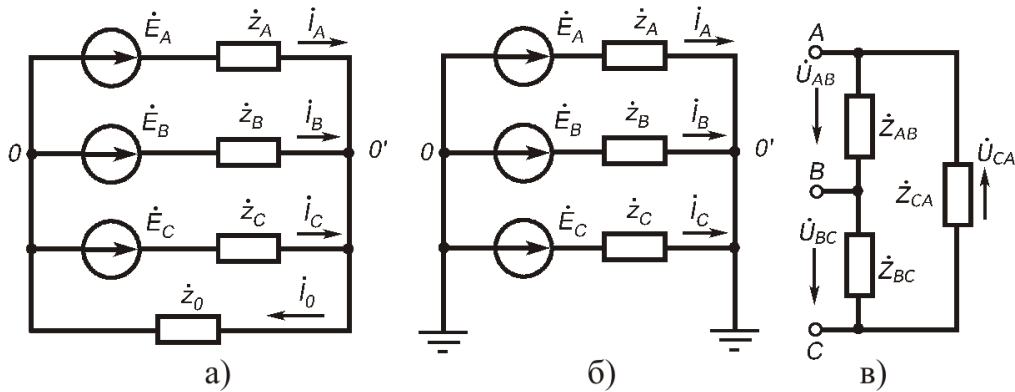 Ė_A ż_A i̇_A
0 Ė_B ż_B i̇_B 0'
Ė_C ż_C i̇_C
ż_0 i̇_0
а)
Ė_A ż_A i̇_A
0 Ė_B ż_B i̇_B 0'
Ė_C ż_C i̇_C
б)
A
U̇_AB Ż_AB
B Ż_CA U̇_CA
U̇_BC Ż_BC
C
в)